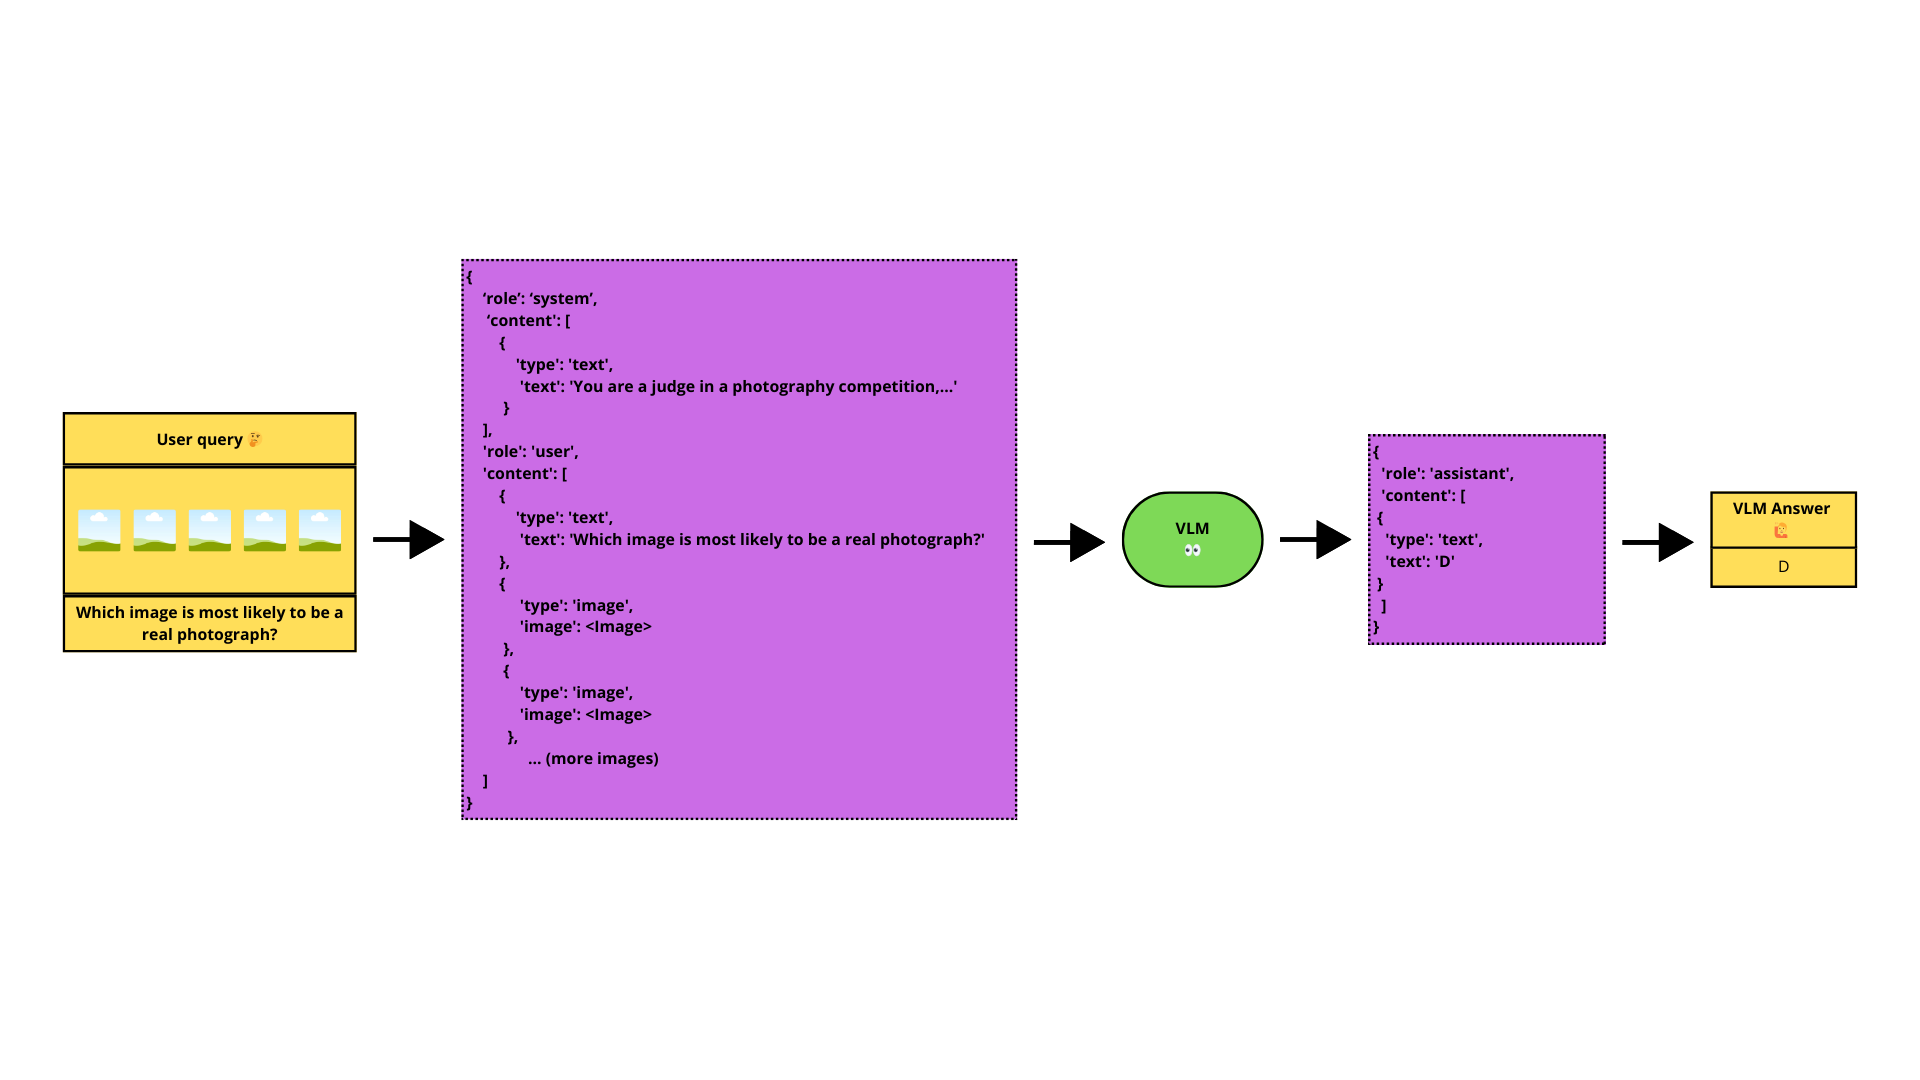 User query 🤔
Which image is most likely to be a
real photograph?
{
‘role’: ‘system’,
‘content': [
{
'type': 'text',
'text': 'You are a judge in a photography competition,...'
}
],
'role': 'user',
'content': [
{
'type': 'text',
'text': 'Which image is most likely to be a real photograph?'
},
{
'type': 'image',
'image': <Image>
},
{
'type': 'image',
'image': <Image>
},
... (more images)
]
}
VLM
👀
{
'role': 'assistant',
'content': [
{
'type': 'text',
'text': 'D'
}
]
}
VLM Answer
🙋
D